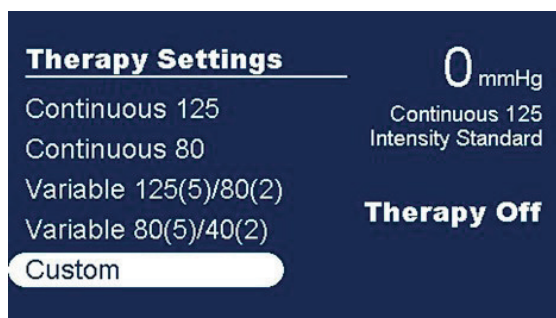 Therapy Settings
Continuous 125
Continuous 80
Variable 125(5)/80(2)
Variable 80(5)/40(2)
Custom
0 mmHg
Continuous 125
Intensity Standard
Therapy Off